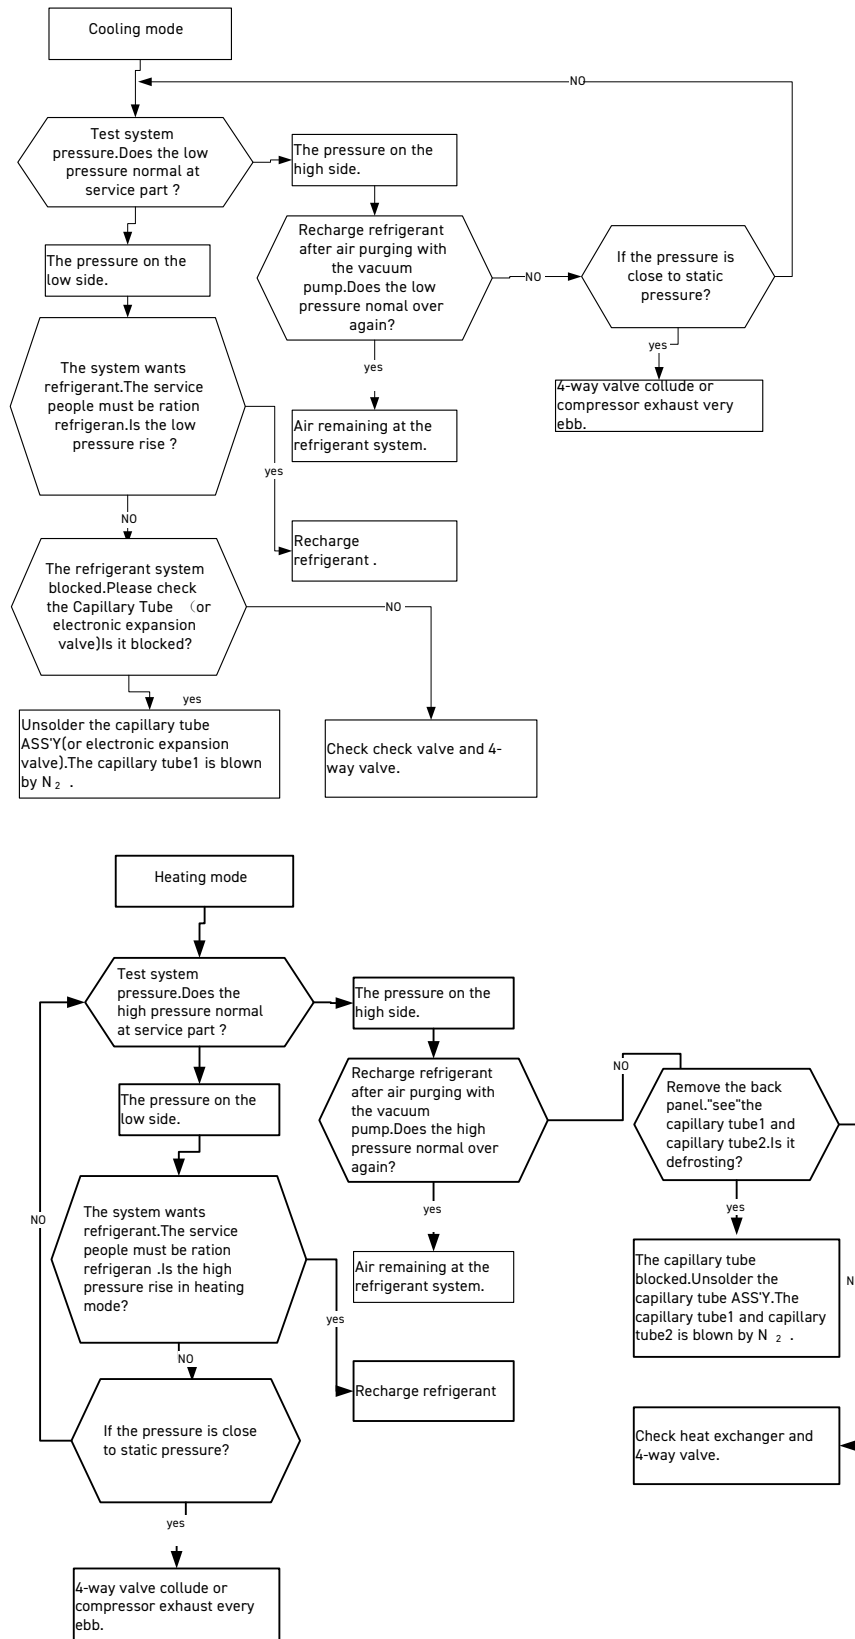 Cooling mode
NO
Test system
pressure.Does the low
pressure normal at
service part ?
The pressure on the
high side.
Recharge refrigerant
after air purging with
the vacuum
pump.Does the low
pressure nomal over
again?
NO
If the pressure is
close to static
pressure?
The pressure on the
low side.
yes
yes
4-way valve collude or
compressor exhaust very
ebb.
The system wants
refrigerant.The service
people must be ration
refrigeran.Is the low
pressure rise ?
Air remaining at the
refrigerant system.
yes
NO
Recharge
refrigerant .
The refrigerant system
blocked.Please check
the Capillary Tube （or
electronic expansion
valve)Is it blocked?
NO
yes
Unsolder the capillary tube
ASS'Y(or electronic expansion
valve).The capillary tube1 is blown
by N₂ .
Check check valve and 4-
way valve.
Heating mode
Test system
pressure.Does the
high pressure normal
at service part ?
The pressure on the
high side.
Recharge refrigerant
after air purging with
the vacuum
pump.Does the high
pressure normal over
again?
NO
Remove the back
panel."see"the
capillary tube1 and
capillary tube2.Is it
defrosting?
The pressure on the
low side.
The system wants
refrigerant.The service
people must be ration
refrigeran .Is the high
pressure rise in heating
mode?
NO
yes
yes
Air remaining at the
refrigerant system.
The capillary tube
blocked.Unsolder the
capillary tube ASS'Y.The
capillary tube1 and capillary
tube2 is blown by N ₂ .
N
yes
NO
Recharge refrigerant
If the pressure is close
to static pressure?
Check heat exchanger and
4-way valve.
yes
4-way valve collude or
compressor exhaust every
ebb.